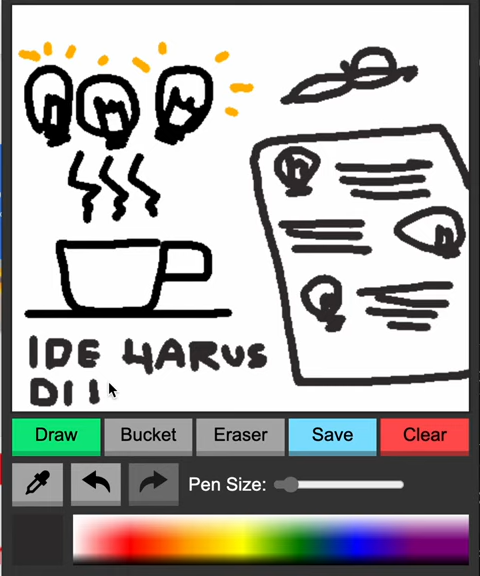 IDE HARUS
DI I
Draw
Bucket
Eraser
Save
Clear
Pen Size: